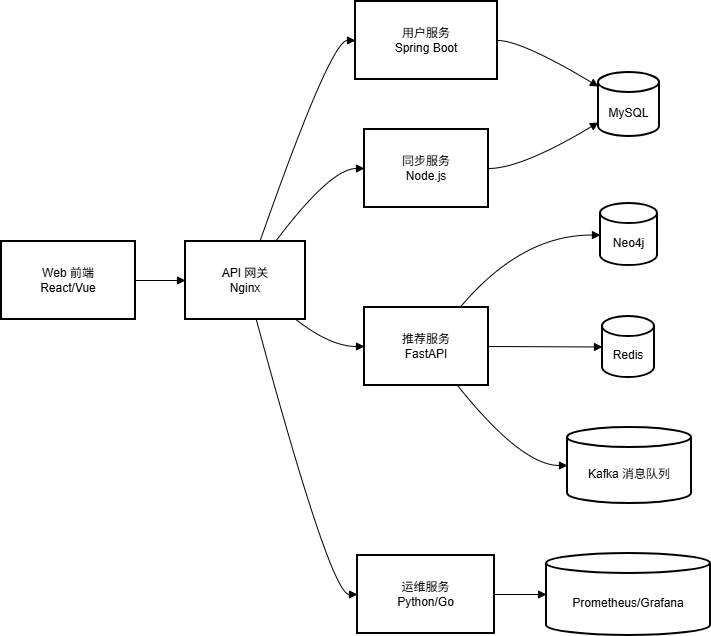 用户服务
Spring Boot
MySQL
同步服务
Node.js
Neo4j
Web 前端
React/Vue
API 网关
Nginx
推荐服务
FastAPI
Redis
Kafka 消息队列
运维服务
Python/Go
Prometheus/Grafana